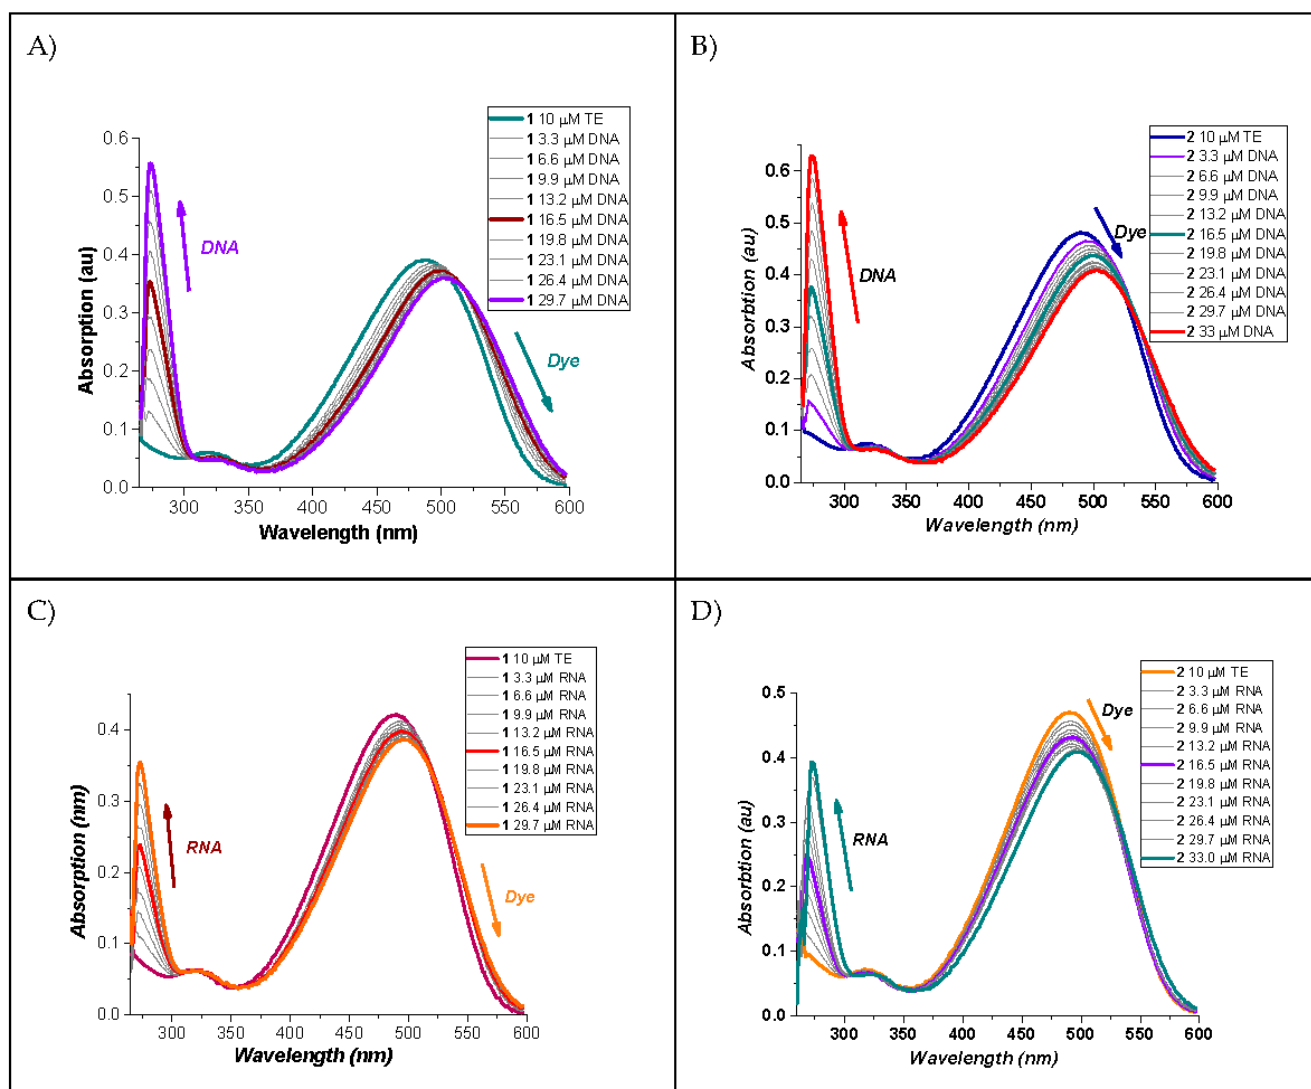 A)
1 10 µM TE
1 3.3 µM DNA
1 6.6 µM DNA
1 9.9 µM DNA
1 13.2 µM DNA
1 16.5 µM DNA
1 19.8 µM DNA
1 23.1 µM DNA
1 26.4 µM DNA
1 29.7 µM DNA
0.6
0.5
0.4
0.3
0.2
0.1
0.0
Absorption (au)
DNA
Dye
300 350 400 450 500 550 600
Wavelength (nm)
B)
2 10 µM TE
2 3.3 µM DNA
2 6.6 µM DNA
2 9.9 µM DNA
2 13.2 µM DNA
2 16.5 µM DNA
2 19.8 µM DNA
2 23.1 µM DNA
2 26.4 µM DNA
2 29.7 µM DNA
2 33 µM DNA
0.6
0.5
0.4
0.3
0.2
0.1
0.0
Absorbtion (au)
DNA
Dye
300 350 400 450 500 550 600
Wavelength (nm)
C)
1 10 µM TE
1 3.3 µM RNA
1 6.6 µM RNA
1 9.9 µM RNA
1 13.2 µM RNA
1 16.5 µM RNA
1 19.8 µM RNA
1 23.1 µM RNA
1 26.4 µM RNA
1 29.7 µM RNA
0.4
0.3
0.2
0.1
0.0
Absorption (nm)
RNA
Dye
300 350 400 450 500 550 600
Wavelength (nm)
D)
2 10 µM TE
2 3.3 µM RNA
2 6.6 µM RNA
2 9.9 µM RNA
2 13.2 µM RNA
2 16.5 µM RNA
2 19.8 µM RNA
2 23.1 µM RNA
2 26.4 µM RNA
2 29.7 µM RNA
2 33.0 µM RNA
0.5
0.4
0.3
0.2
0.1
0.0
Absorbtion (au)
RNA
Dye
300 350 400 450 500 550 600
Wavelength (nm)